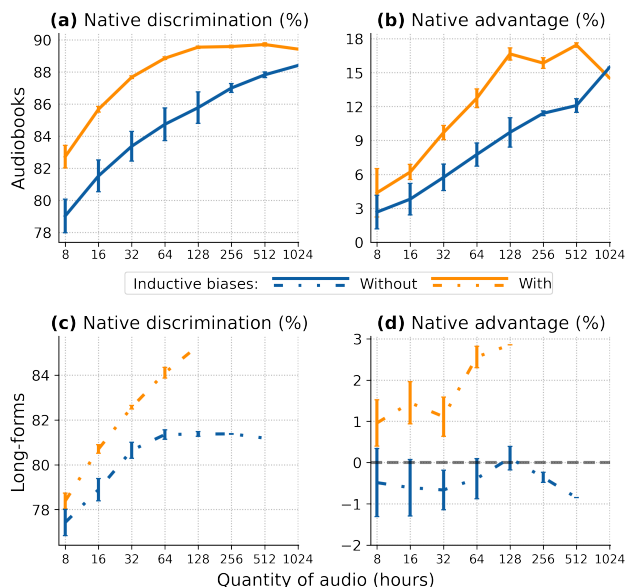 (a) Native discrimination (%)
(b) Native advantage (%)
Audiobooks
90
88
86
84
82
80
78
8 16 32 64 128 256 512 1024
18
15
12
9
6
3
0
8 16 32 64 128 256 512 1024
Inductive biases: Without With
(c) Native discrimination (%)
(d) Native advantage (%)
Long-forms
84
82
80
78
8 16 32 64 128 256 512 1024
3
2
1
0
−1
−2
8 16 32 64 128 256 512 1024
Quantity of audio (hours)